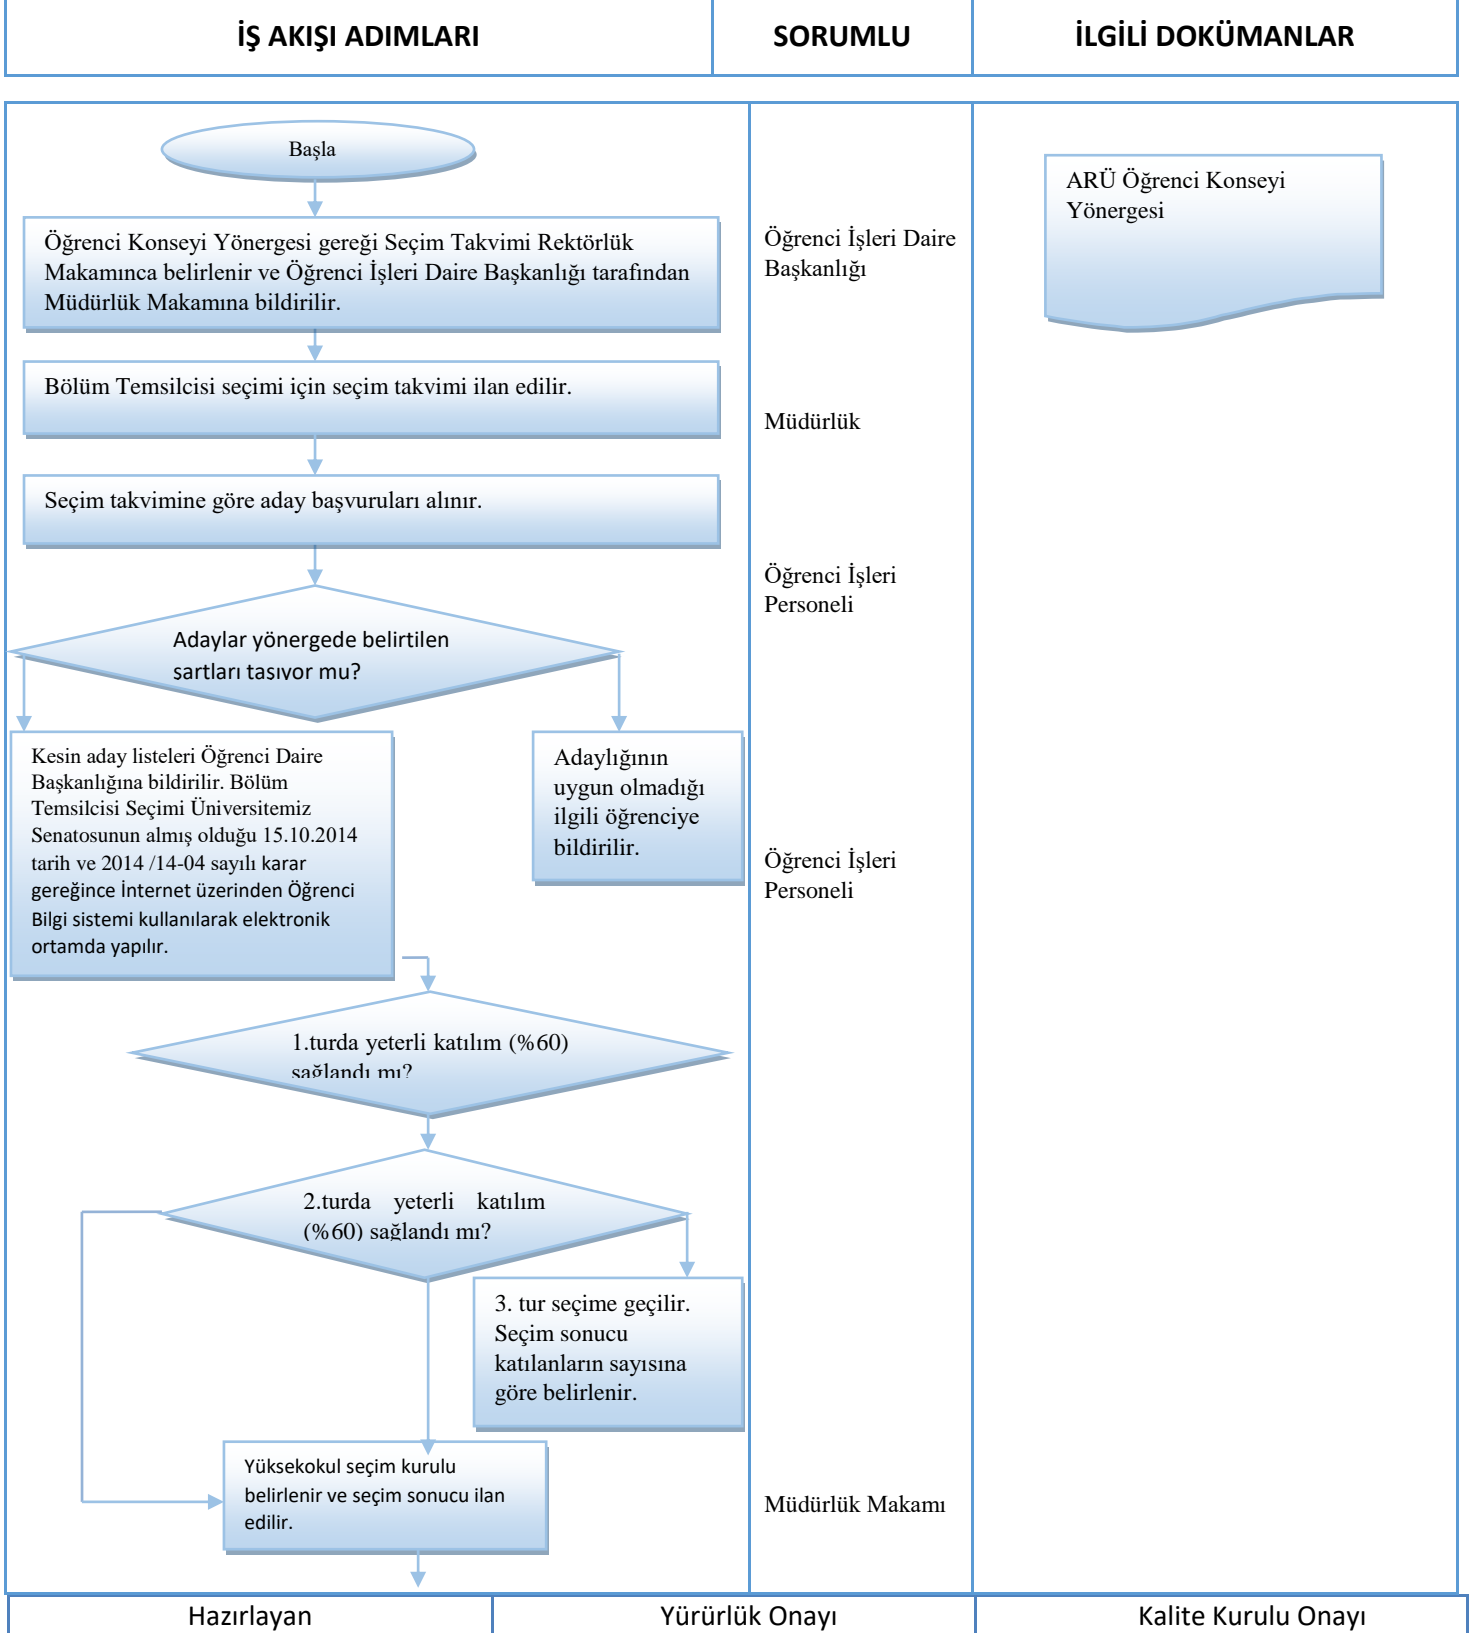 İŞ AKIŞI ADIMLARI
SORUMLU
İLGİLİ DOKÜMANLAR
Başla
ARÜ Öğrenci Konseyi
Yönergesi
Öğrenci Konseyi Yönergesi gereği Seçim Takvimi Rektörlük
Makamınca belirlenir ve Öğrenci İşleri Daire Başkanlığı tarafından
Müdürlük Makamına bildirilir.
Öğrenci İşleri Daire
Başkanlığı
Bölüm Temsilcisi seçimi için seçim takvimi ilan edilir.
Müdürlük
Seçim takvimine göre aday başvuruları alınır.
Öğrenci İşleri
Personeli
Adaylar yönergede belirtilen
şartları taşıyor mu?
Kesin aday listeleri Öğrenci Daire
Başkanlığına bildirilir. Bölüm
Temsilcisi Seçimi Üniversitemiz
Senatosunun almış olduğu 15.10.2014
tarih ve 2014 /14-04 sayılı karar
gereğince İnternet üzerinden Öğrenci
Bilgi sistemi kullanılarak elektronik
ortamda yapılır.
Adaylığının
uygun olmadığı
ilgili öğrenciye
bildirilir.
Öğrenci İşleri
Personeli
1.turda yeterli katılım (%60)
sağlandı mı?
2.turda yeterli katılım
(%60) sağlandı mı?
3. tur seçime geçilir.
Seçim sonucu
katılanların sayısına
göre belirlenir.
Yüksekokul seçim kurulu
belirlenir ve seçim sonucu ilan
edilir.
Müdürlük Makamı
Hazırlayan
Yürürlük Onayı
Kalite Kurulu Onayı